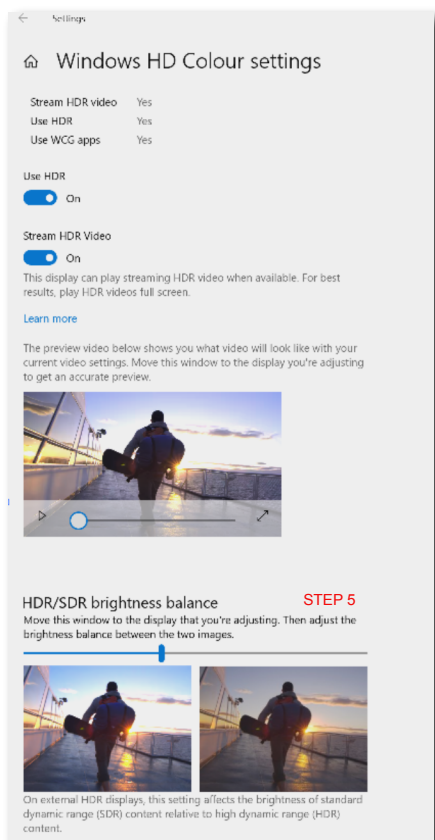 Settings
Windows HD Colour settings
Stream HDR video Yes
Use HDR Yes
Use WCG apps Yes
Use HDR
On
Stream HDR Video
On
This display can play streaming HDR video when available. For best
results, play HDR videos full screen.
Learn more
The preview video below shows you what video will look like with your
current video settings. Move this window to the display you're adjusting
to get an accurate preview.
HDR/SDR brightness balance STEP 5
Move this window to the display that you're adjusting. Then adjust the
brightness balance between the two images.
On external HDR displays, this setting affects the brightness of standard
dynamic range (SDR) content relative to high dynamic range (HDR)
content.